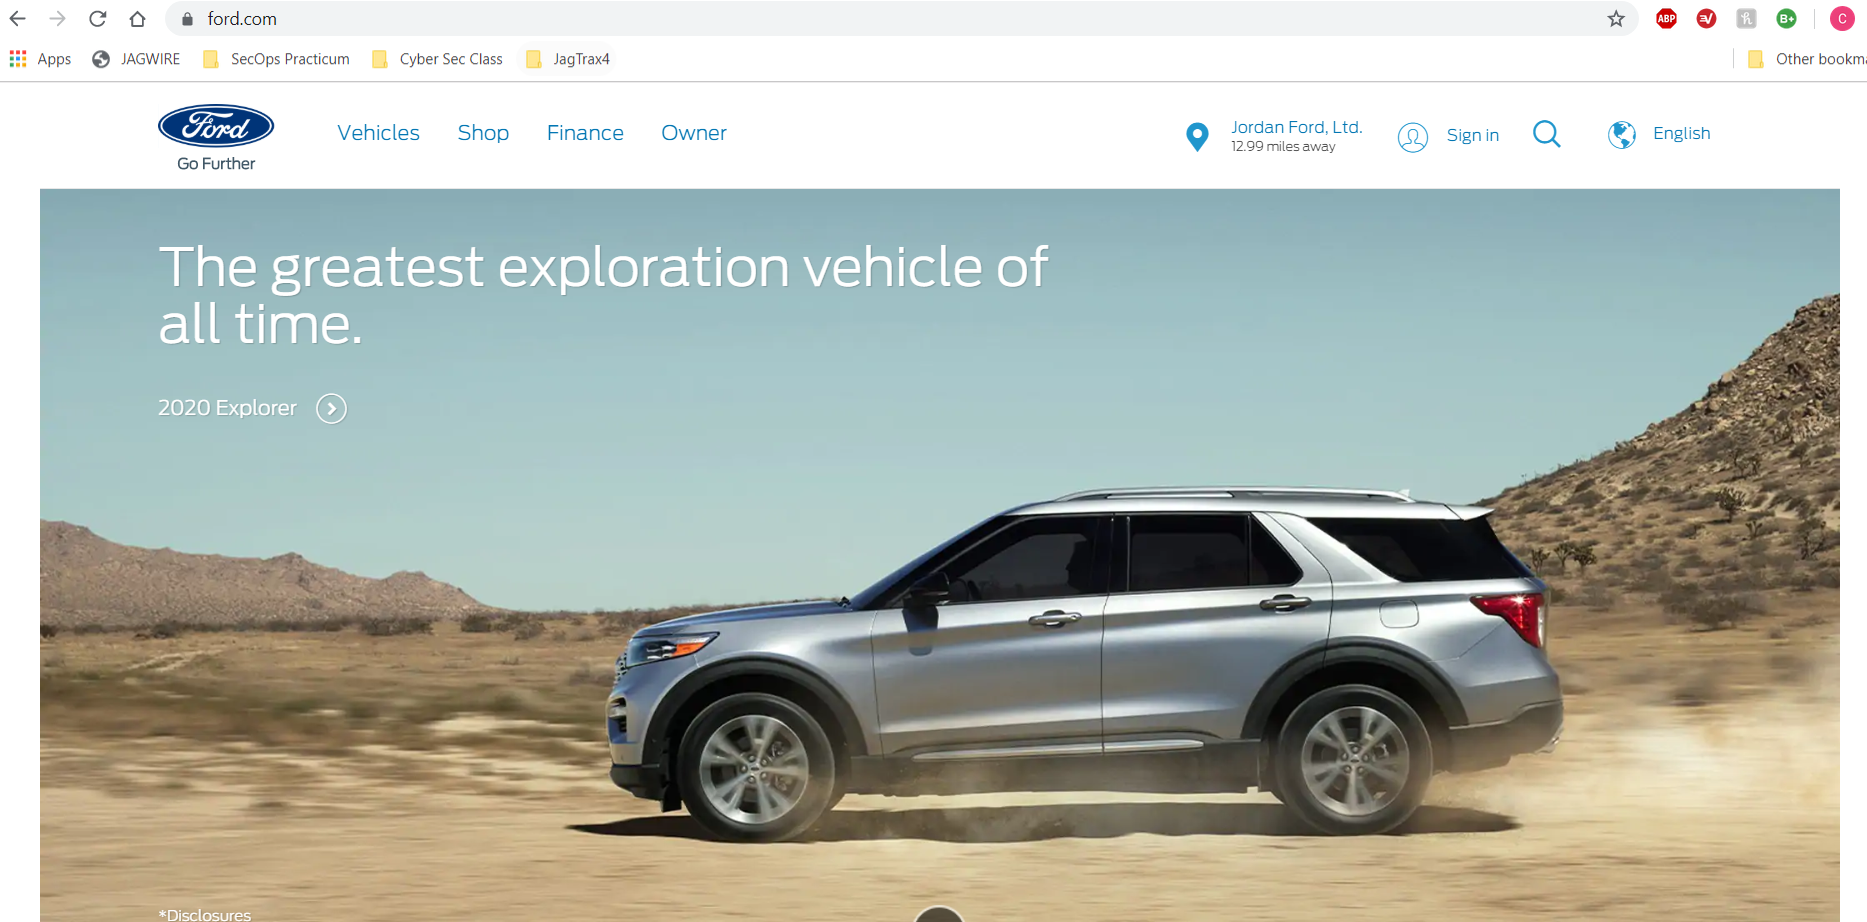 ford.com
ABP
C
B+
Apps
JAGWIRE
SecOps Practicum
Cyber Sec Class
JagTrax4
Other bookma
Ford
Go Further
Vehicles
Shop
Finance
Owner
Jordan Ford, Ltd.
12.99 miles away
Sign in
English
The greatest exploration vehicle of
all time.
2020 Explorer
*Disclosures